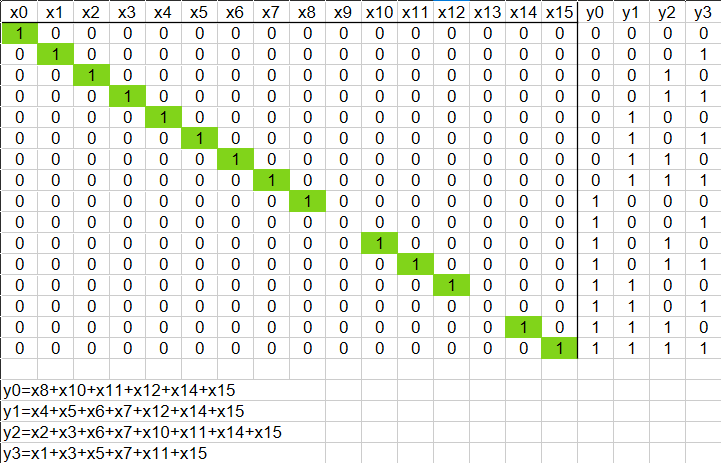 x0 x1 x2 x3 x4 x5 x6 x7 x8 x9 x10 x11 x12 x13 x14 x15 y0 y1 y2 y3
1 0 0 0 0 0 0 0 0 0 0 0 0 0 0 0 0 0 0 0
0 1 0 0 0 0 0 0 0 0 0 0 0 0 0 0 0 0 0 1
0 0 1 0 0 0 0 0 0 0 0 0 0 0 0 0 0 0 1 0
0 0 0 1 0 0 0 0 0 0 0 0 0 0 0 0 0 0 1 1
0 0 0 0 1 0 0 0 0 0 0 0 0 0 0 0 0 1 0 0
0 0 0 0 0 1 0 0 0 0 0 0 0 0 0 0 0 1 0 1
0 0 0 0 0 0 1 0 0 0 0 0 0 0 0 0 0 1 1 0
0 0 0 0 0 0 0 1 0 0 0 0 0 0 0 0 0 1 1 1
0 0 0 0 0 0 0 0 1 0 0 0 0 0 0 0 1 0 0 0
0 0 0 0 0 0 0 0 0 0 0 0 0 0 0 0 1 0 0 1
0 0 0 0 0 0 0 0 0 0 1 0 0 0 0 0 1 0 1 0
0 0 0 0 0 0 0 0 0 0 0 1 0 0 0 0 1 0 1 1
0 0 0 0 0 0 0 0 0 0 0 0 1 0 0 0 1 1 0 0
0 0 0 0 0 0 0 0 0 0 0 0 0 0 0 0 1 1 0 1
0 0 0 0 0 0 0 0 0 0 0 0 0 0 1 0 1 1 1 0
0 0 0 0 0 0 0 0 0 0 0 0 0 0 0 1 1 1 1 1
y0=x8+x10+x11+x12+x14+x15
y1=x4+x5+x6+x7+x12+x14+x15
y2=x2+x3+x6+x7+x10+x11+x14+x15
y3=x1+x3+x5+x7+x11+x15